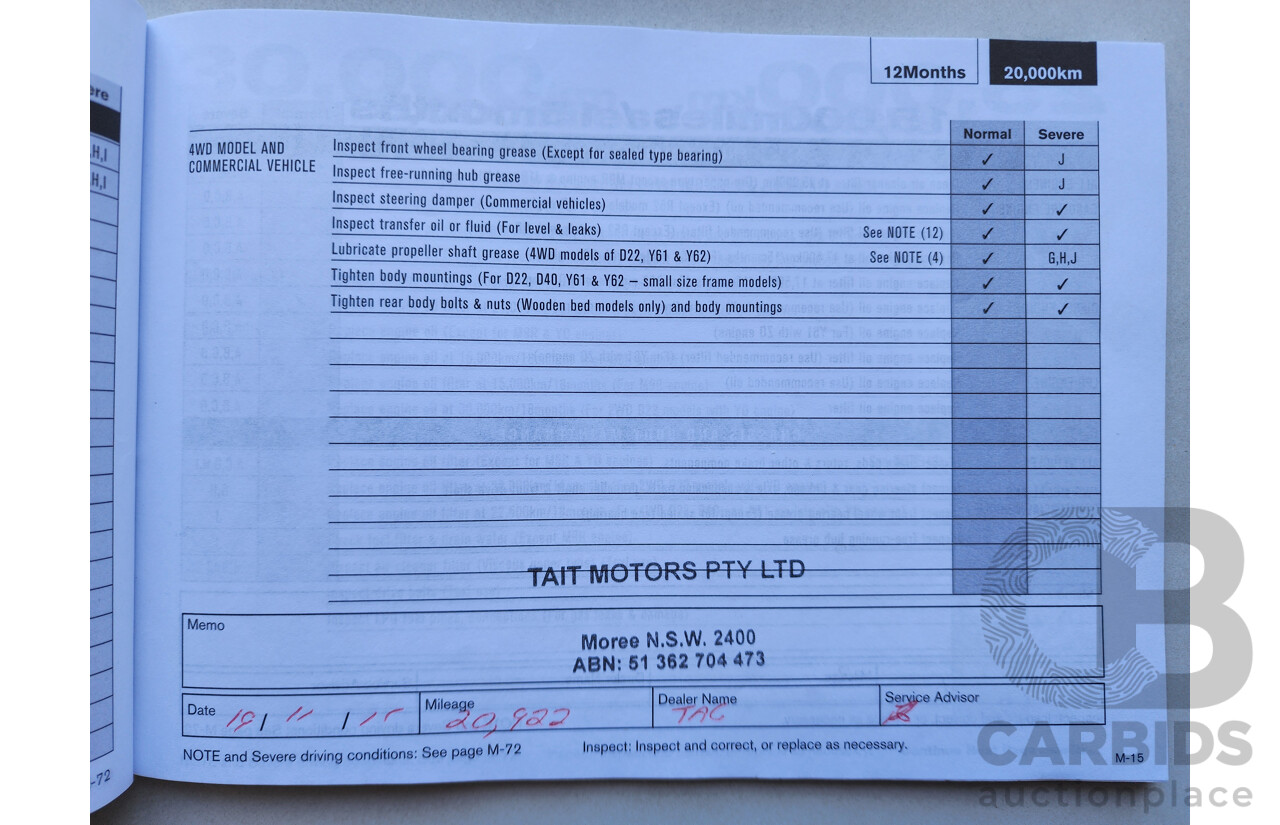 12Months 20,000km
Normal Severe
4WD MODEL AND
COMMERCIAL VEHICLE
Inspect front wheel bearing grease (Except for sealed type bearing) ✓ J
Inspect free-running hub grease ✓ J
Inspect steering damper (Commercial vehicles) ✓ ✓
Inspect transfer oil or fluid (For level & leaks) See NOTE (12) ✓ ✓
Lubricate propeller shaft grease (4WD models of D22, Y61 & Y62) See NOTE (4) ✓ G,H,J
Tighten body mountings (For D22, D40, Y61 & Y62 – small size frame models) ✓ ✓
Tighten rear body bolts & nuts (Wooden bed models only) and body mountings ✓ ✓
TAIT MOTORS PTY LTD
Memo
Moree N.S.W. 2400
ABN: 51 362 704 473
Date / 11 / 15 Mileage 20,922 Dealer Name Service Advisor
NOTE and Severe driving conditions: See page M-72 Inspect: Inspect and correct, or replace as necessary.
M-15
ere
H,I
H,I
-72
CARBIDS
auctionplace